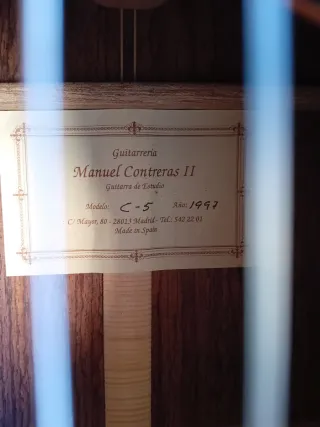 Guitarrería
Manuel Contreras II
Guitarra de Estudio
Modelo: C-5 Año: 1997
C/ Mayor, 80 - 28013 Madrid - Tel.: 542 22 01
Made in Spain